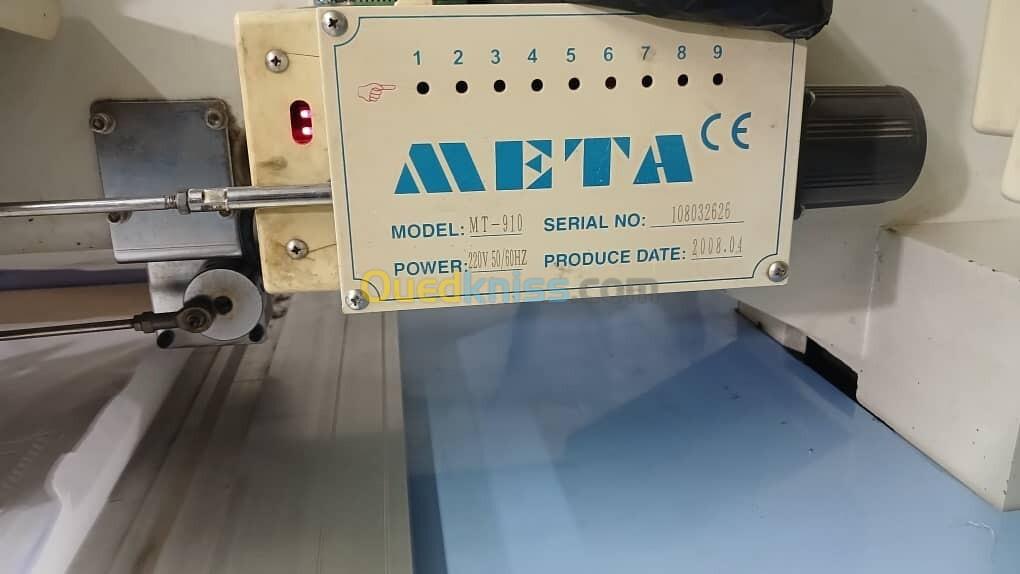 1 2 3 4 5 6 7 8 9
META CE
MODEL: MT-910 SERIAL NO: 108032626
POWER: 220V 50/60HZ PRODUCE DATE: 2008.04
Ouedkniss.com